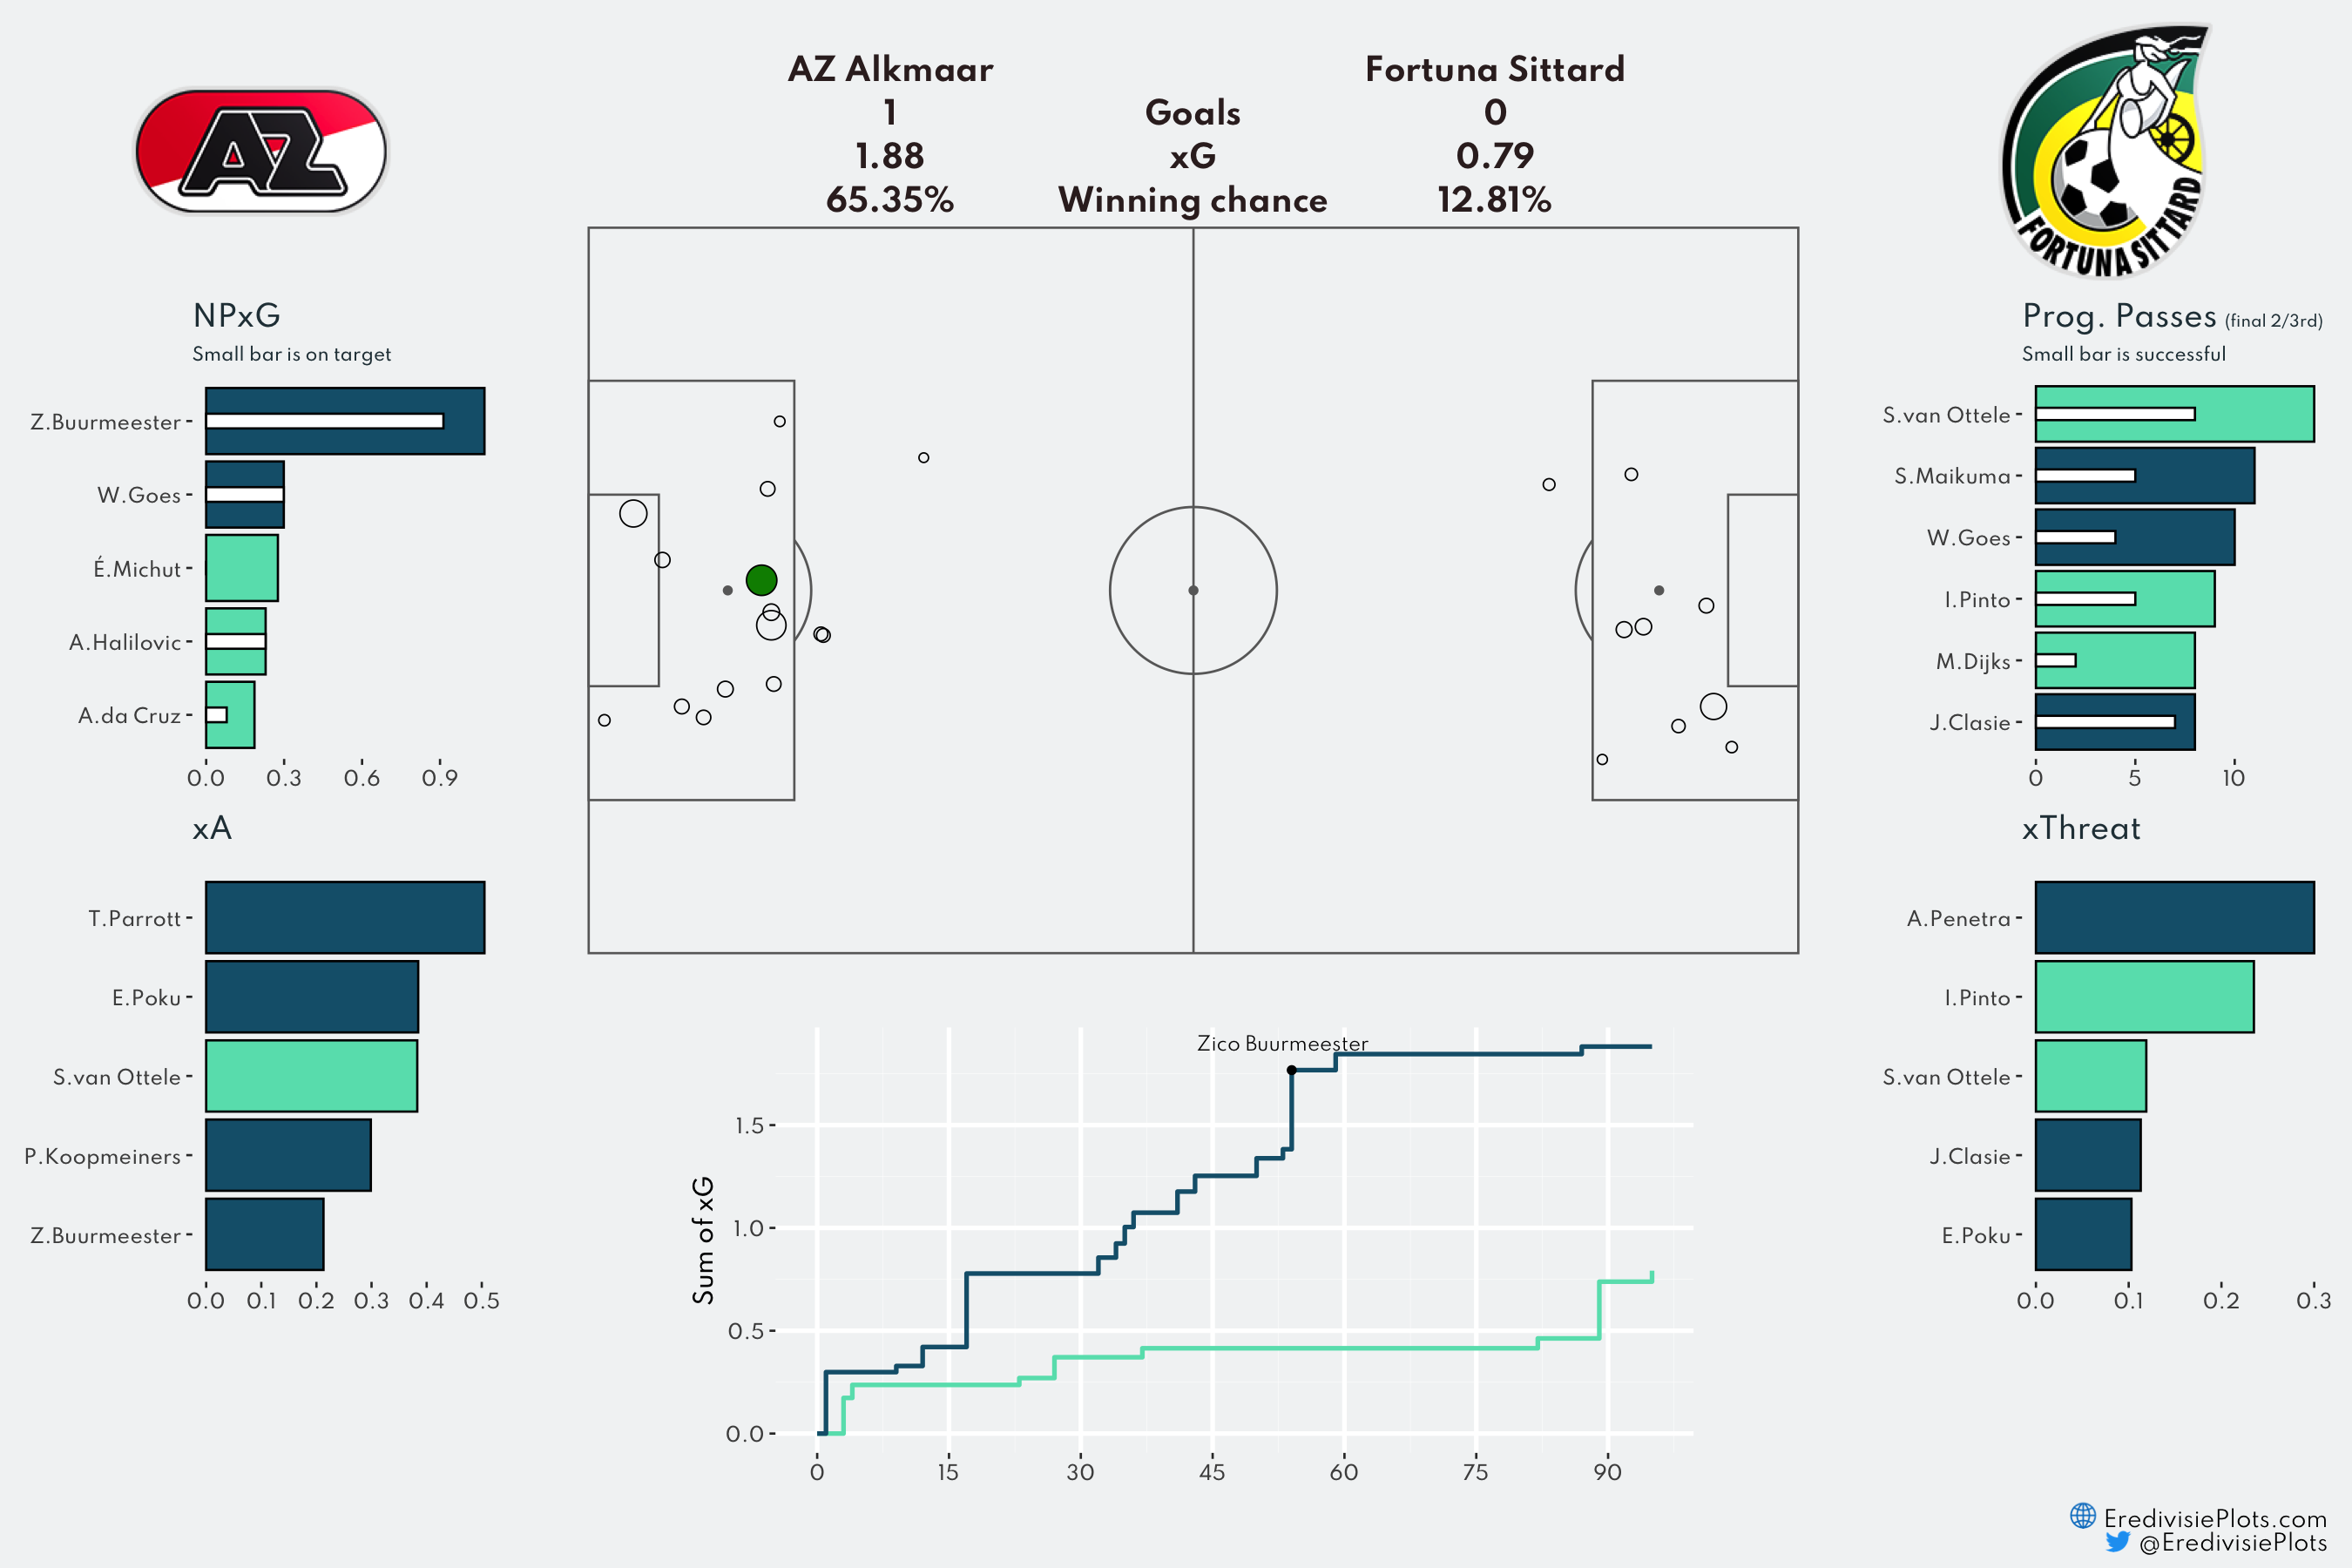 AZ Alkmaar Fortuna Sittard
1 Goals 0
1.88 xG 0.79
65.35% Winning chance 12.81%
AZ
FORTUNA SITTARD
NPxG
Small bar is on target
Z.Buurmeester
W.Goes
É.Michut
A.Halilovic
A.da Cruz
0.0 0.3 0.6 0.9
xA
T.Parrott
E.Poku
S.van Ottele
P.Koopmeiners
Z.Buurmeester
0.0 0.1 0.2 0.3 0.4 0.5
Zico Buurmeester
Sum of xG
1.5
1.0
0.5
0.0
0 15 30 45 60 75 90
Prog. Passes (final 2/3rd)
Small bar is successful
S.van Ottele
S.Maikuma
W.Goes
I.Pinto
M.Dijks
J.Clasie
0 5 10
xThreat
A.Penetra
I.Pinto
S.van Ottele
J.Clasie
E.Poku
0.0 0.1 0.2 0.3
EredivisiePlots.com
@EredivisiePlots